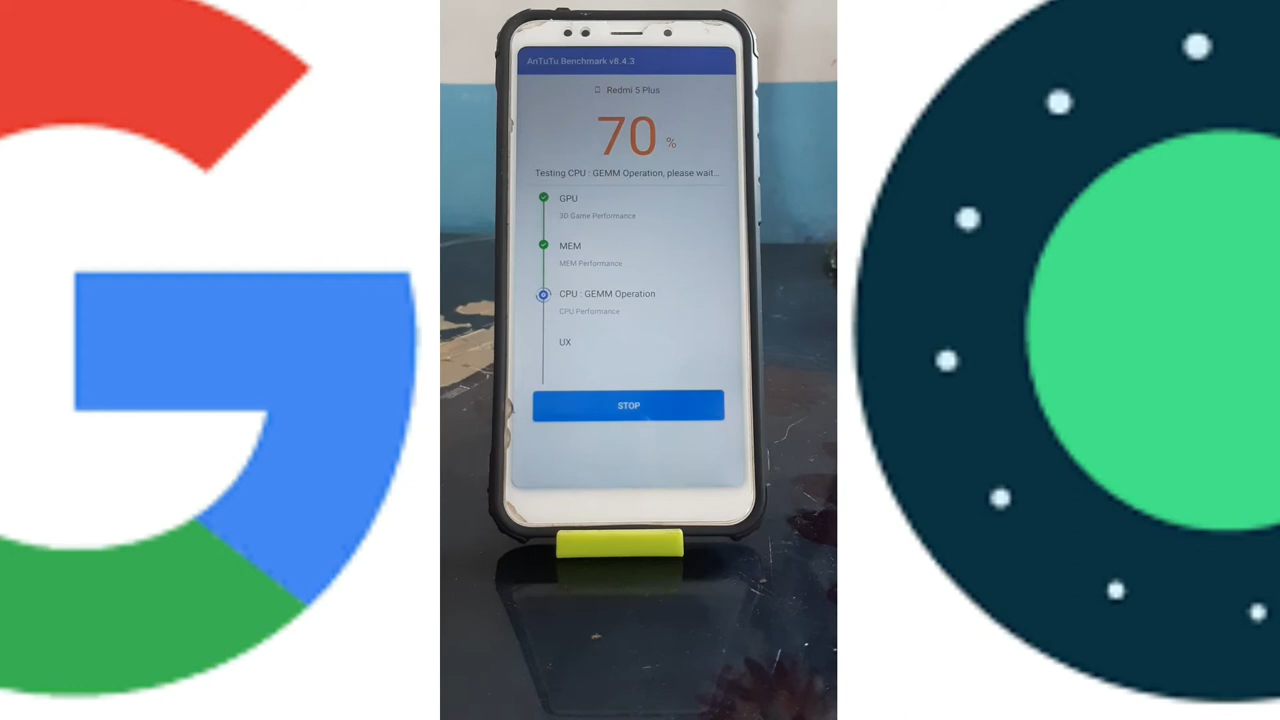 AnTuTu Benchmark v8.4.3
Redmi 5 Plus
70 %
Testing CPU : GEMM Operation, please wait...
GPU
3D Game Performance
MEM
MEM Performance
CPU : GEMM Operation
CPU Performance
UX
STOP